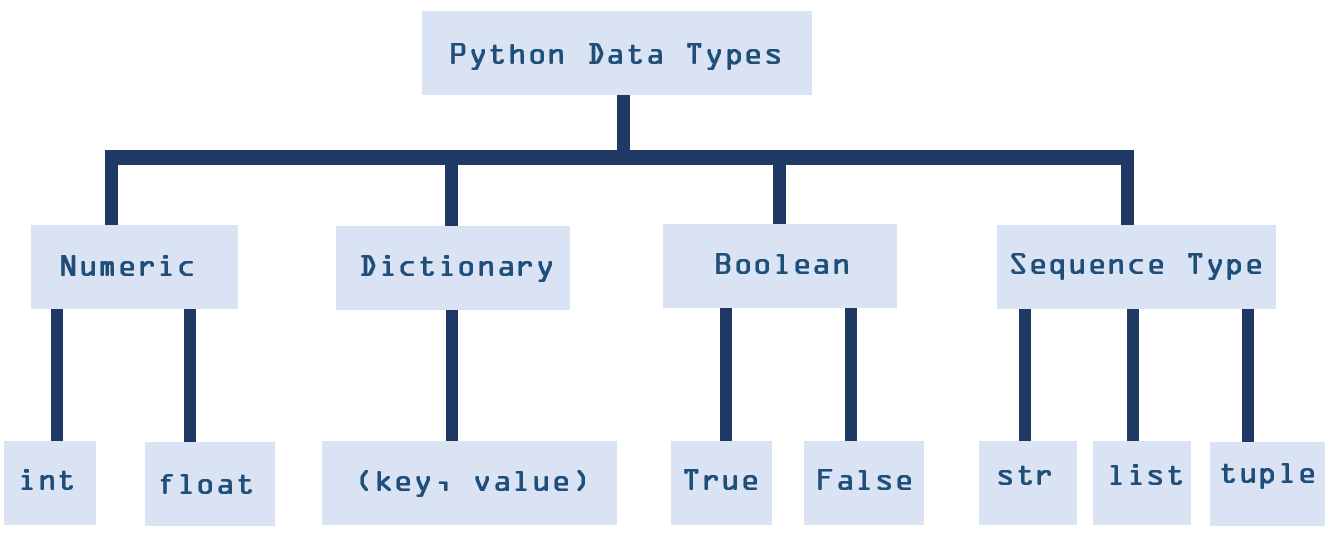 Python Data Types
Numeric
Dictionary
Boolean
Sequence Type
int
float
(key, value)
True
False
str
list
tuple